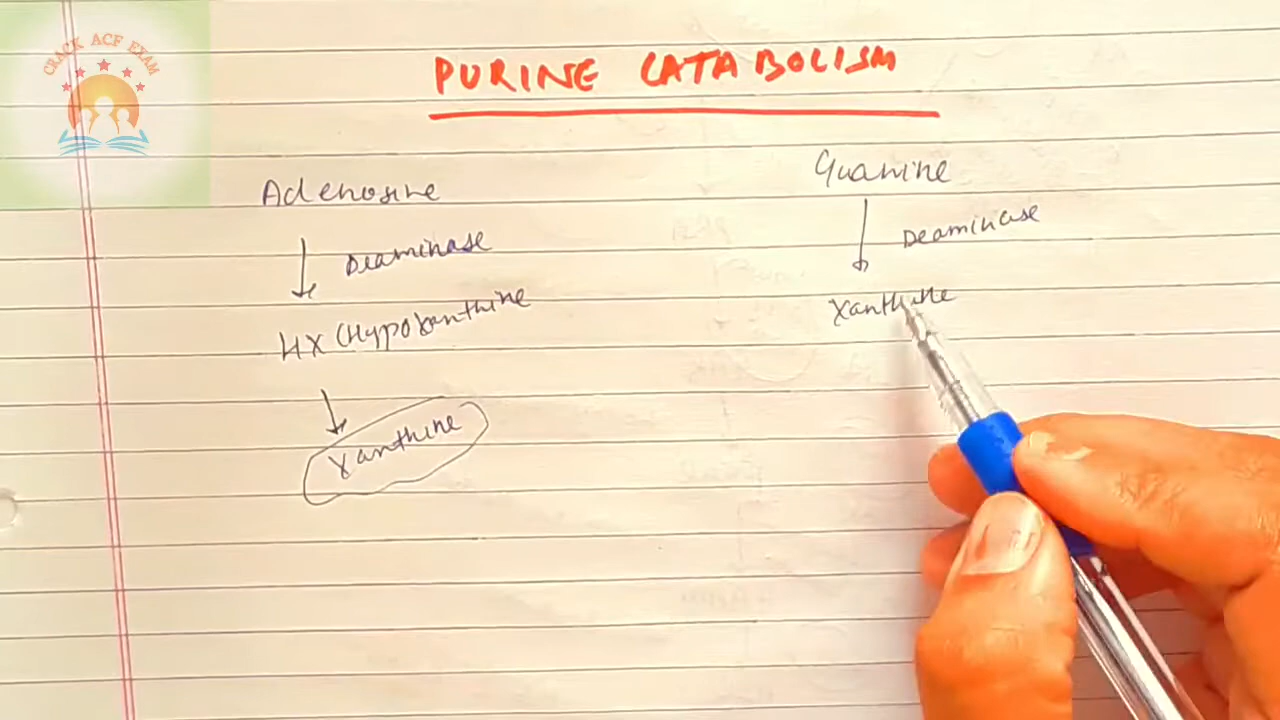 CRACK ACF EXAM
PURINE CATABOLISM
Adenosine
Deaminase
HX (Hypoxanthine
Xanthine
Guanine
Deaminase
Xanthine